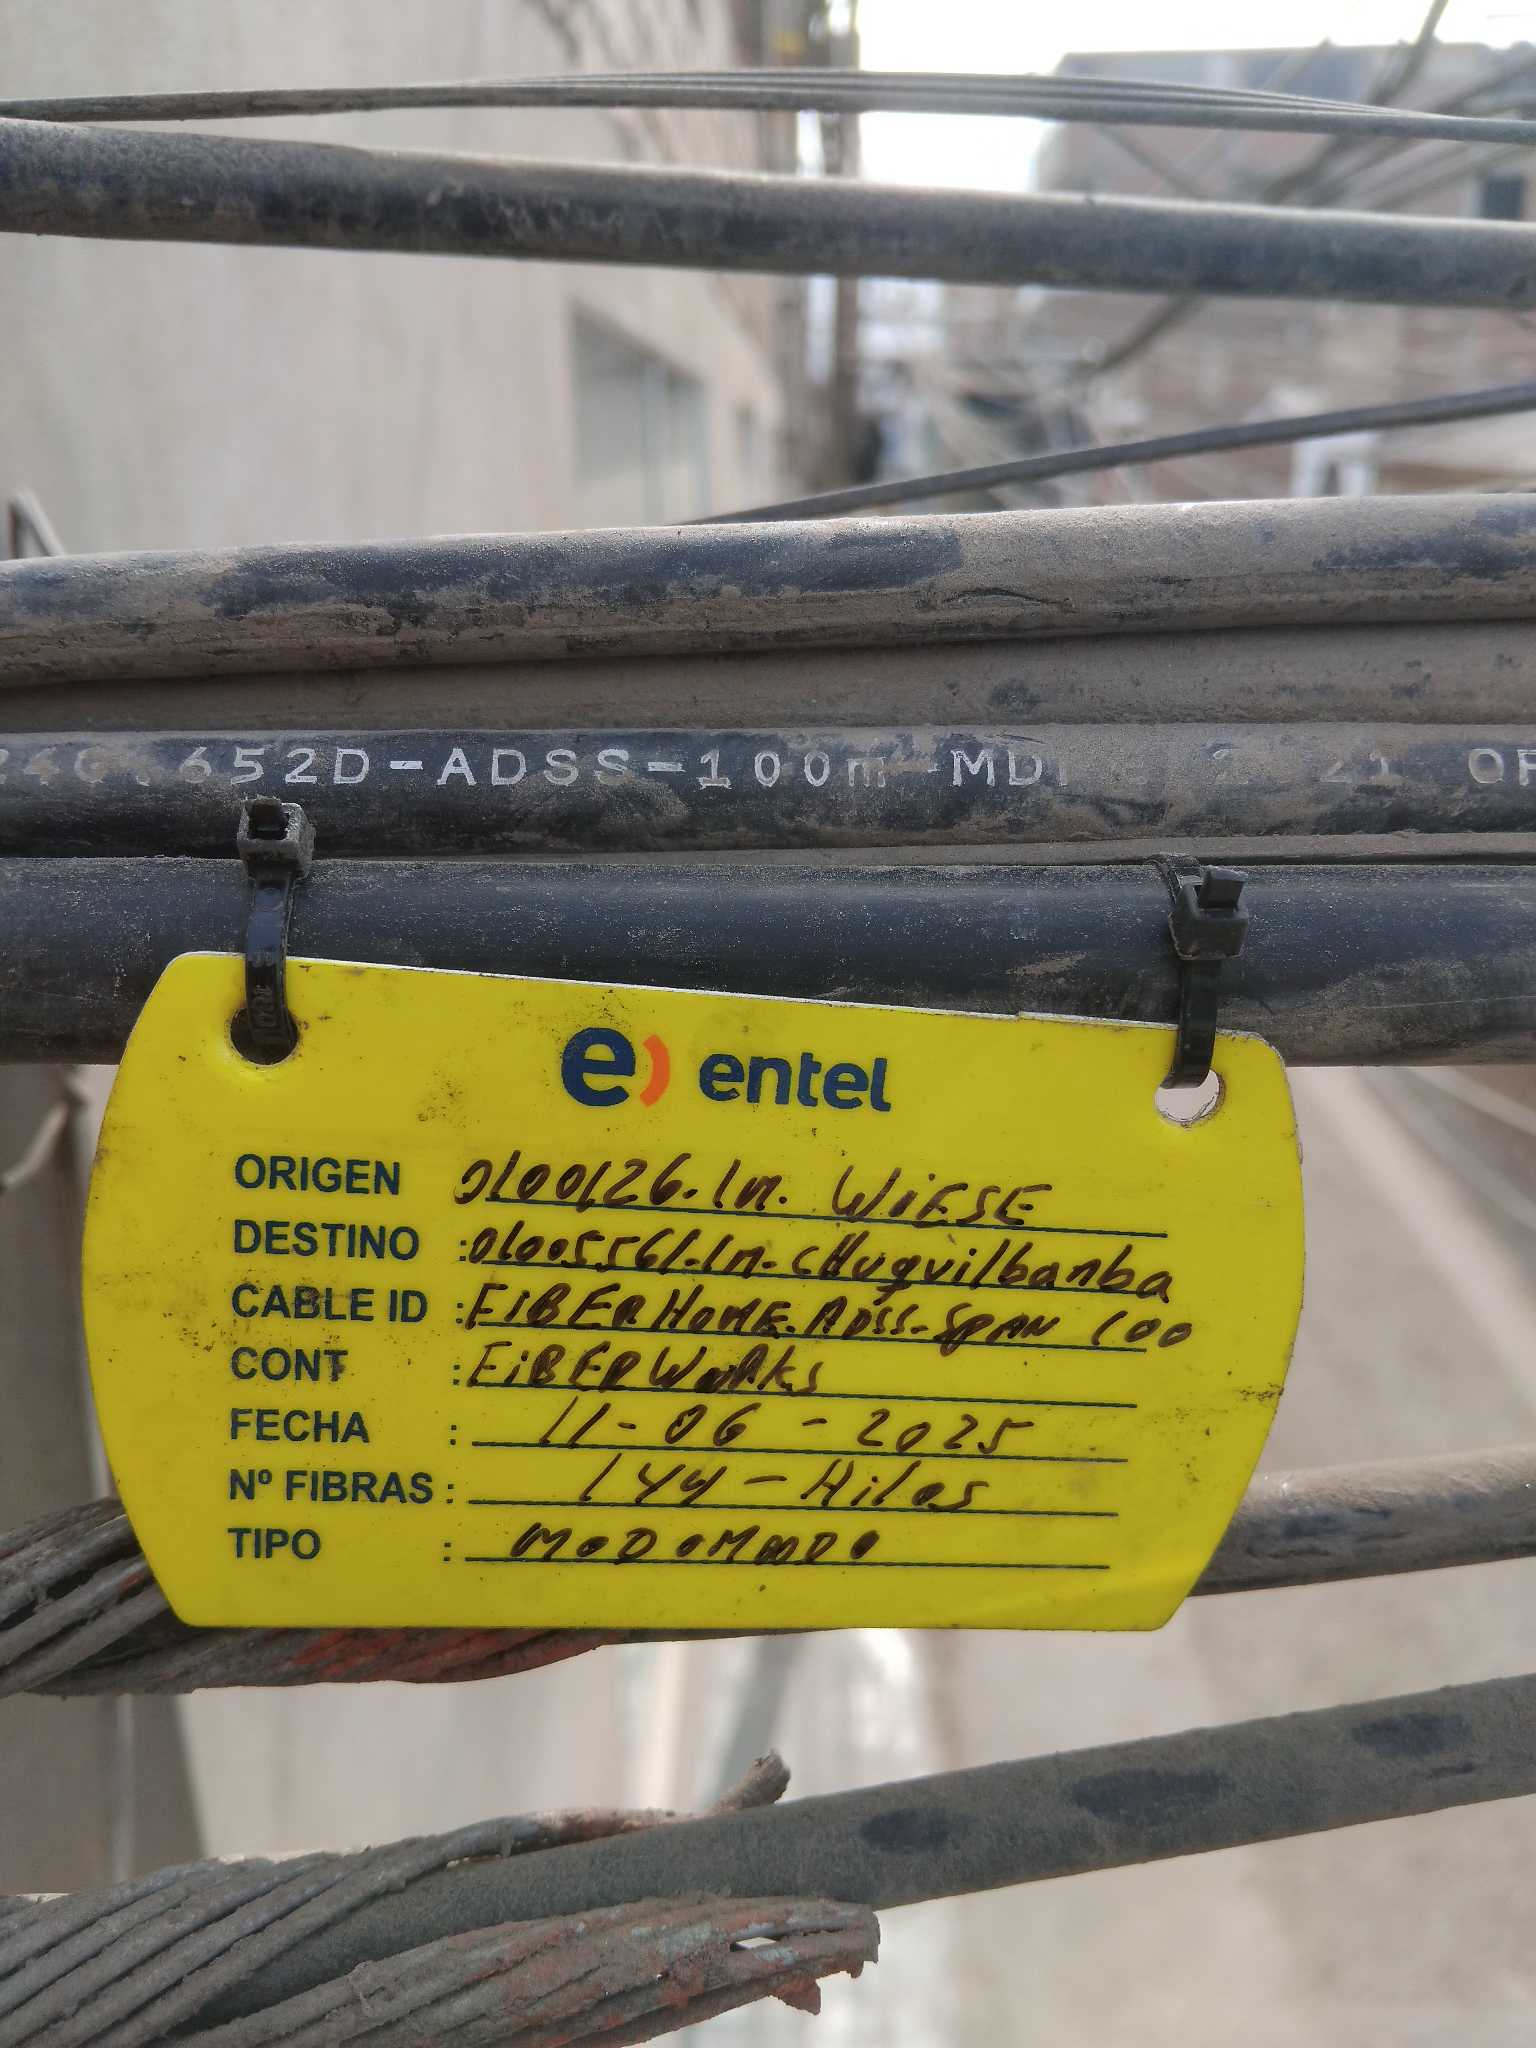 652D-ADSS-100m MD
e) entel
ORIGEN 0100126.Lm. WiESE
DESTINO :01005561.Lm-cHuquilbanba
CABLE ID :FiBERHOME.ADSS-SPAN 100
CONT :FiBERWORKs
FECHA : 11-06-2025
Nº FIBRAS : 144-Hilos
TIPO : MODOMODO